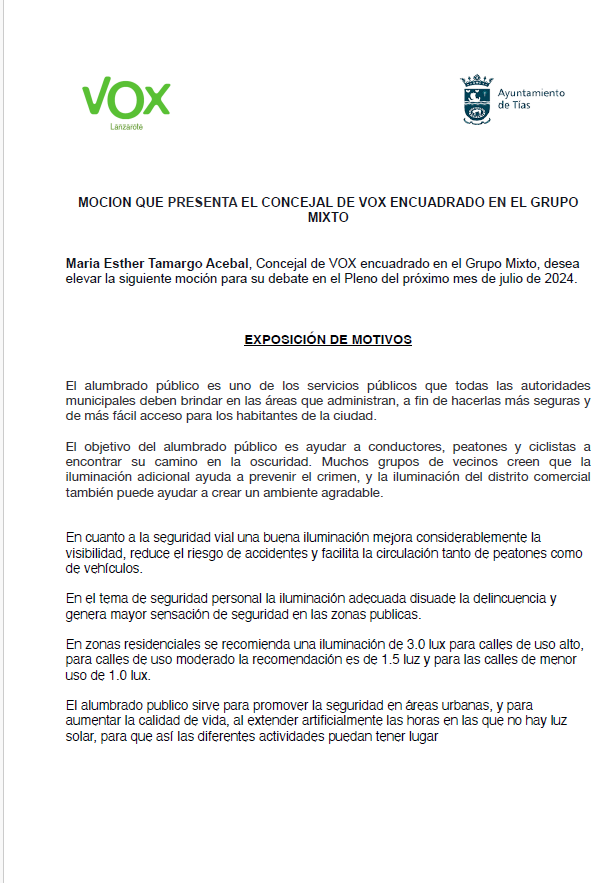 VOX
Lanzarote
Ayuntamiento
de Tías
MOCION QUE PRESENTA EL CONCEJAL DE VOX ENCUADRADO EN EL GRUPO
MIXTO
Maria Esther Tamargo Acebal, Concejal de VOX encuadrado en el Grupo Mixto, desea
elevar la siguiente moción para su debate en el Pleno del próximo mes de julio de 2024.
EXPOSICIÓN DE MOTIVOS
El alumbrado público es uno de los servicios públicos que todas las autoridades
municipales deben brindar en las áreas que administran, a fin de hacerlas más seguras y
de más fácil acceso para los habitantes de la ciudad.
El objetivo del alumbrado público es ayudar a conductores, peatones y ciclistas a
encontrar su camino en la oscuridad. Muchos grupos de vecinos creen que la
iluminación adicional ayuda a prevenir el crimen, y la iluminación del distrito comercial
también puede ayudar a crear un ambiente agradable.
En cuanto a la seguridad vial una buena iluminación mejora considerablemente la
visibilidad, reduce el riesgo de accidentes y facilita la circulación tanto de peatones como
de vehículos.
En el tema de seguridad personal la iluminación adecuada disuade la delincuencia y
genera mayor sensación de seguridad en las zonas publicas.
En zonas residenciales se recomienda una iluminación de 3.0 lux para calles de uso alto,
para calles de uso moderado la recomendación es de 1.5 luz y para las calles de menor
uso de 1.0 lux.
El alumbrado publico sirve para promover la seguridad en áreas urbanas, y para
aumentar la calidad de vida, al extender artificialmente las horas en las que no hay luz
solar, para que así las diferentes actividades puedan tener lugar